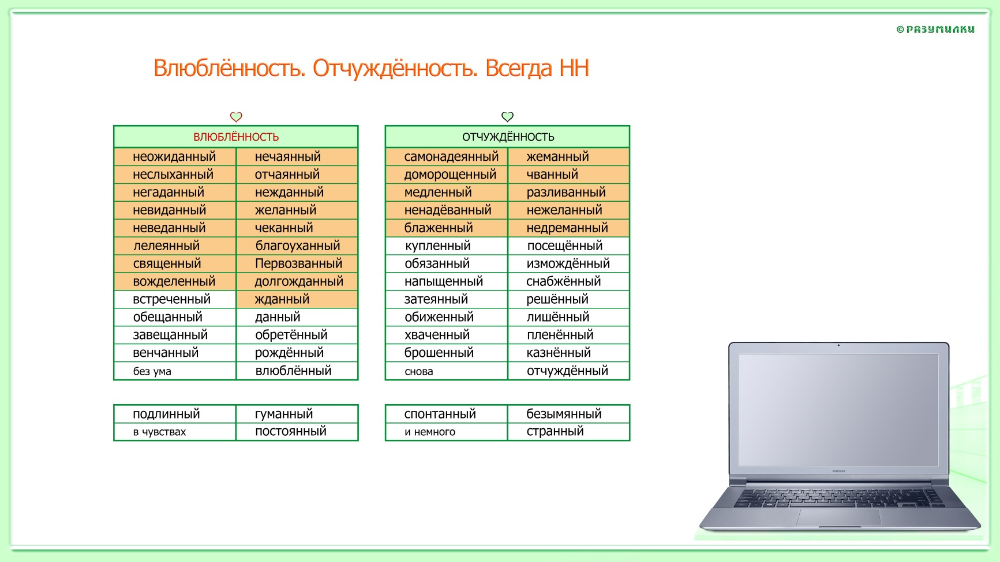 © РАЗУМИЛКИ
Влюблённость. Отчуждённость. Всегда НН
ВЛЮБЛЁННОСТЬ
неожиданный нечаянный
неслыханный отчаянный
негаданный нежданный
невиданный желанный
неведанный чеканный
лелеянный благоуханный
священный Первозванный
вожделенный долгожданный
встреченный жданный
обещанный данный
завещанный обретённый
венчанный рождённый
без ума влюблённый
подлинный гуманный
в чувствах постоянный
ОТЧУЖДЁННОСТЬ
самонадеянный жеманный
доморощенный чванный
медленный разливанный
ненадёванный нежеланный
блаженный недреманный
купленный посещённый
обязанный измождённый
напыщенный снабжённый
затеянный решённый
обиженный лишённый
хваченный пленённый
брошенный казнённый
снова отчуждённый
спонтанный безымянный
и немного странный
SAMSUNG